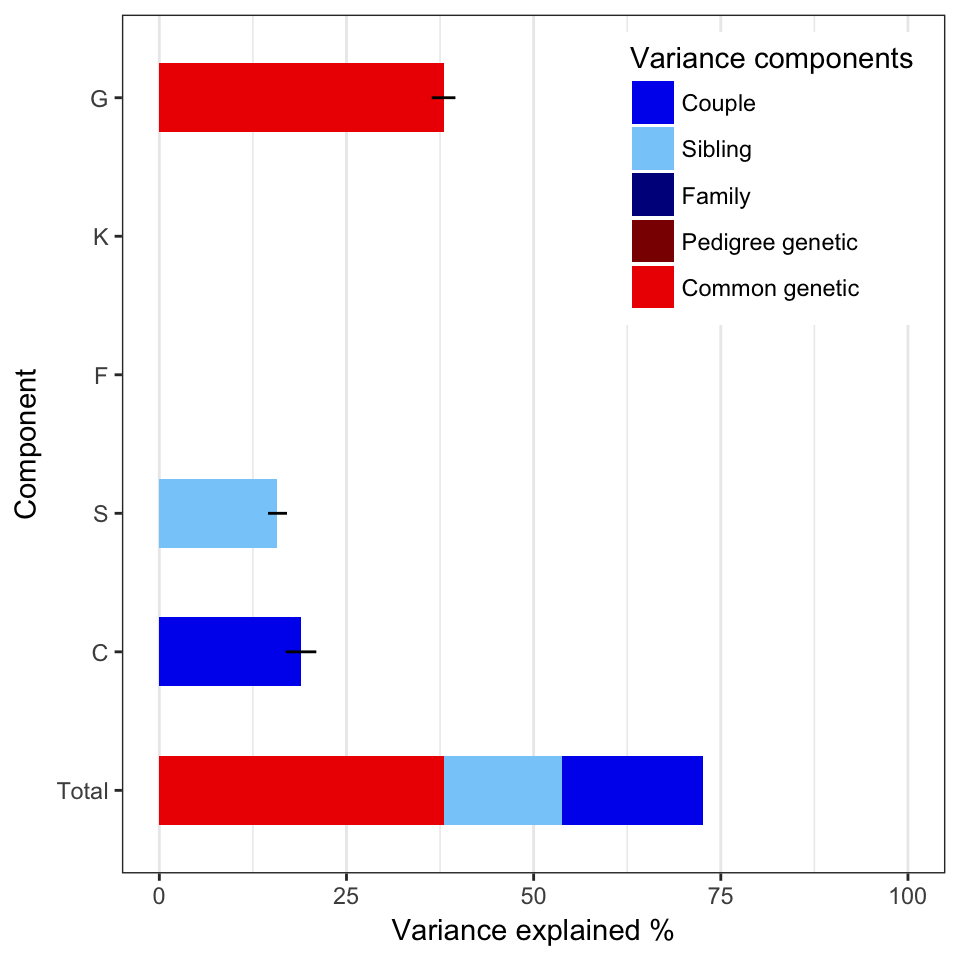 Variance components
Couple
Sibling
Family
Pedigree genetic
Common genetic
Component
G
K
F
S
C
Total
0 25 50 75 100
Variance explained %